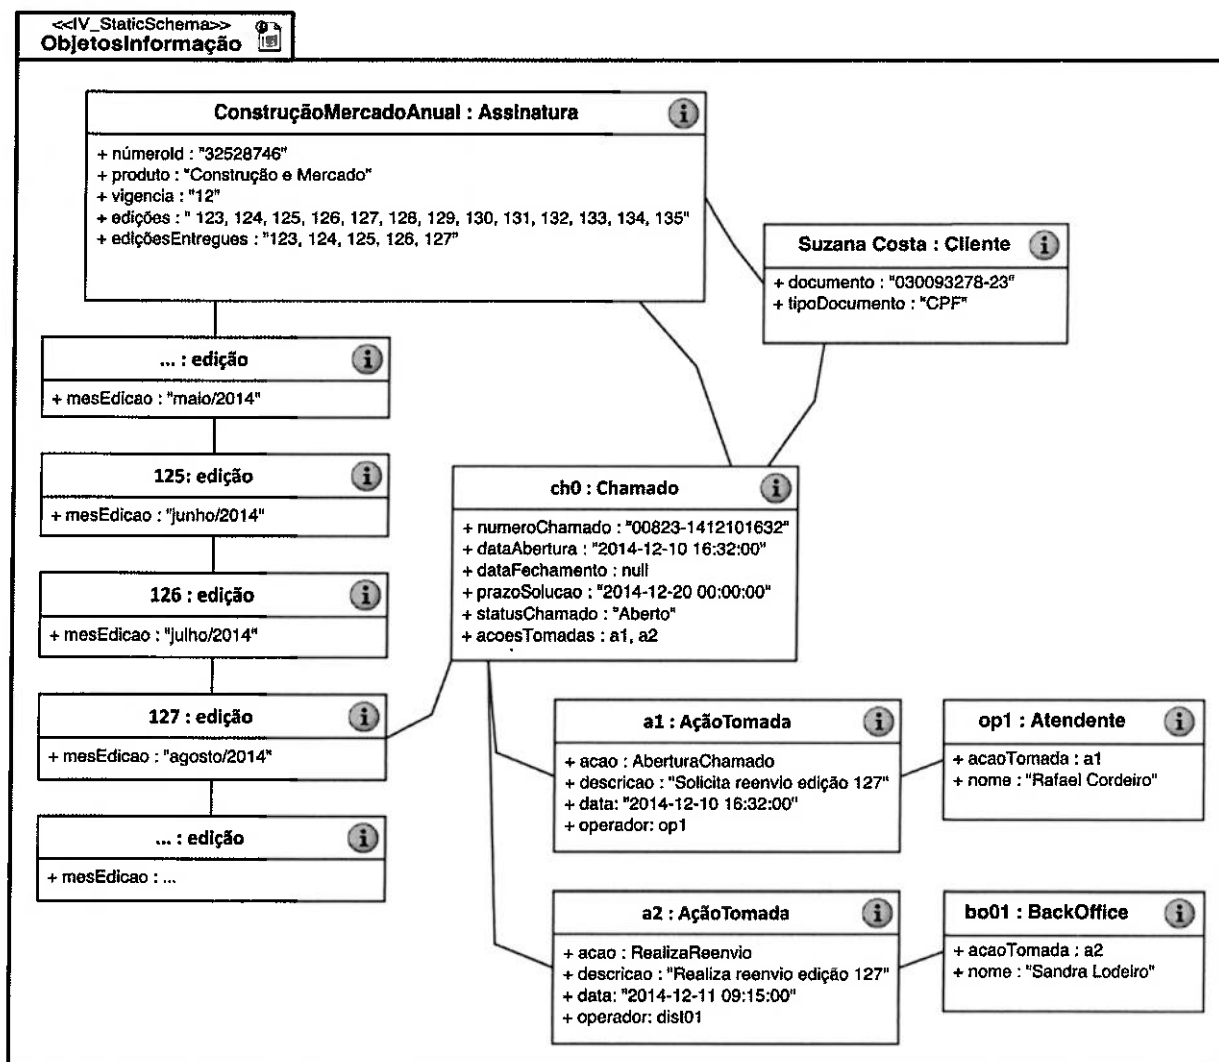 <<IV_StaticSchema>>
ObjetosInformação
ConstruçãoMercadoAnual : Assinatura
+ númeroId : "32528746"
+ produto : "Construção e Mercado"
+ vigencia : "12"
+ edições : " 123, 124, 125, 126, 127, 128, 129, 130, 131, 132, 133, 134, 135"
+ ediçõesEntregues : "123, 124, 125, 126, 127"
Suzana Costa : Cliente
+ documento : "030093278-23"
+ tipoDocumento : "CPF"
... : edição
+ mesEdicao : "maio/2014"
125: edição
+ mesEdicao : "junho/2014"
126 : edição
+ mesEdicao : "julho/2014"
127 : edição
+ mesEdicao : "agosto/2014"
... : edição
+ mesEdicao : ...
ch0 : Chamado
+ numeroChamado : "00823-1412101632"
+ dataAbertura : "2014-12-10 16:32:00"
+ dataFechamento : null
+ prazoSolucao : "2014-12-20 00:00:00"
+ statusChamado : "Aberto"
+ acoesTomadas : a1, a2
a1 : AçãoTomada
+ acao : AberturaChamado
+ descricao : "Solicita reenvio edição 127"
+ data: "2014-12-10 16:32:00"
+ operador: op1
op1 : Atendente
+ acaoTomada : a1
+ nome : "Rafael Cordeiro"
a2 : AçãoTomada
+ acao : RealizaReenvio
+ descricao : "Realiza reenvio edição 127"
+ data: "2014-12-11 09:15:00"
+ operador: dist01
bo01 : BackOffice
+ acaoTomada : a2
+ nome : "Sandra Lodeiro"